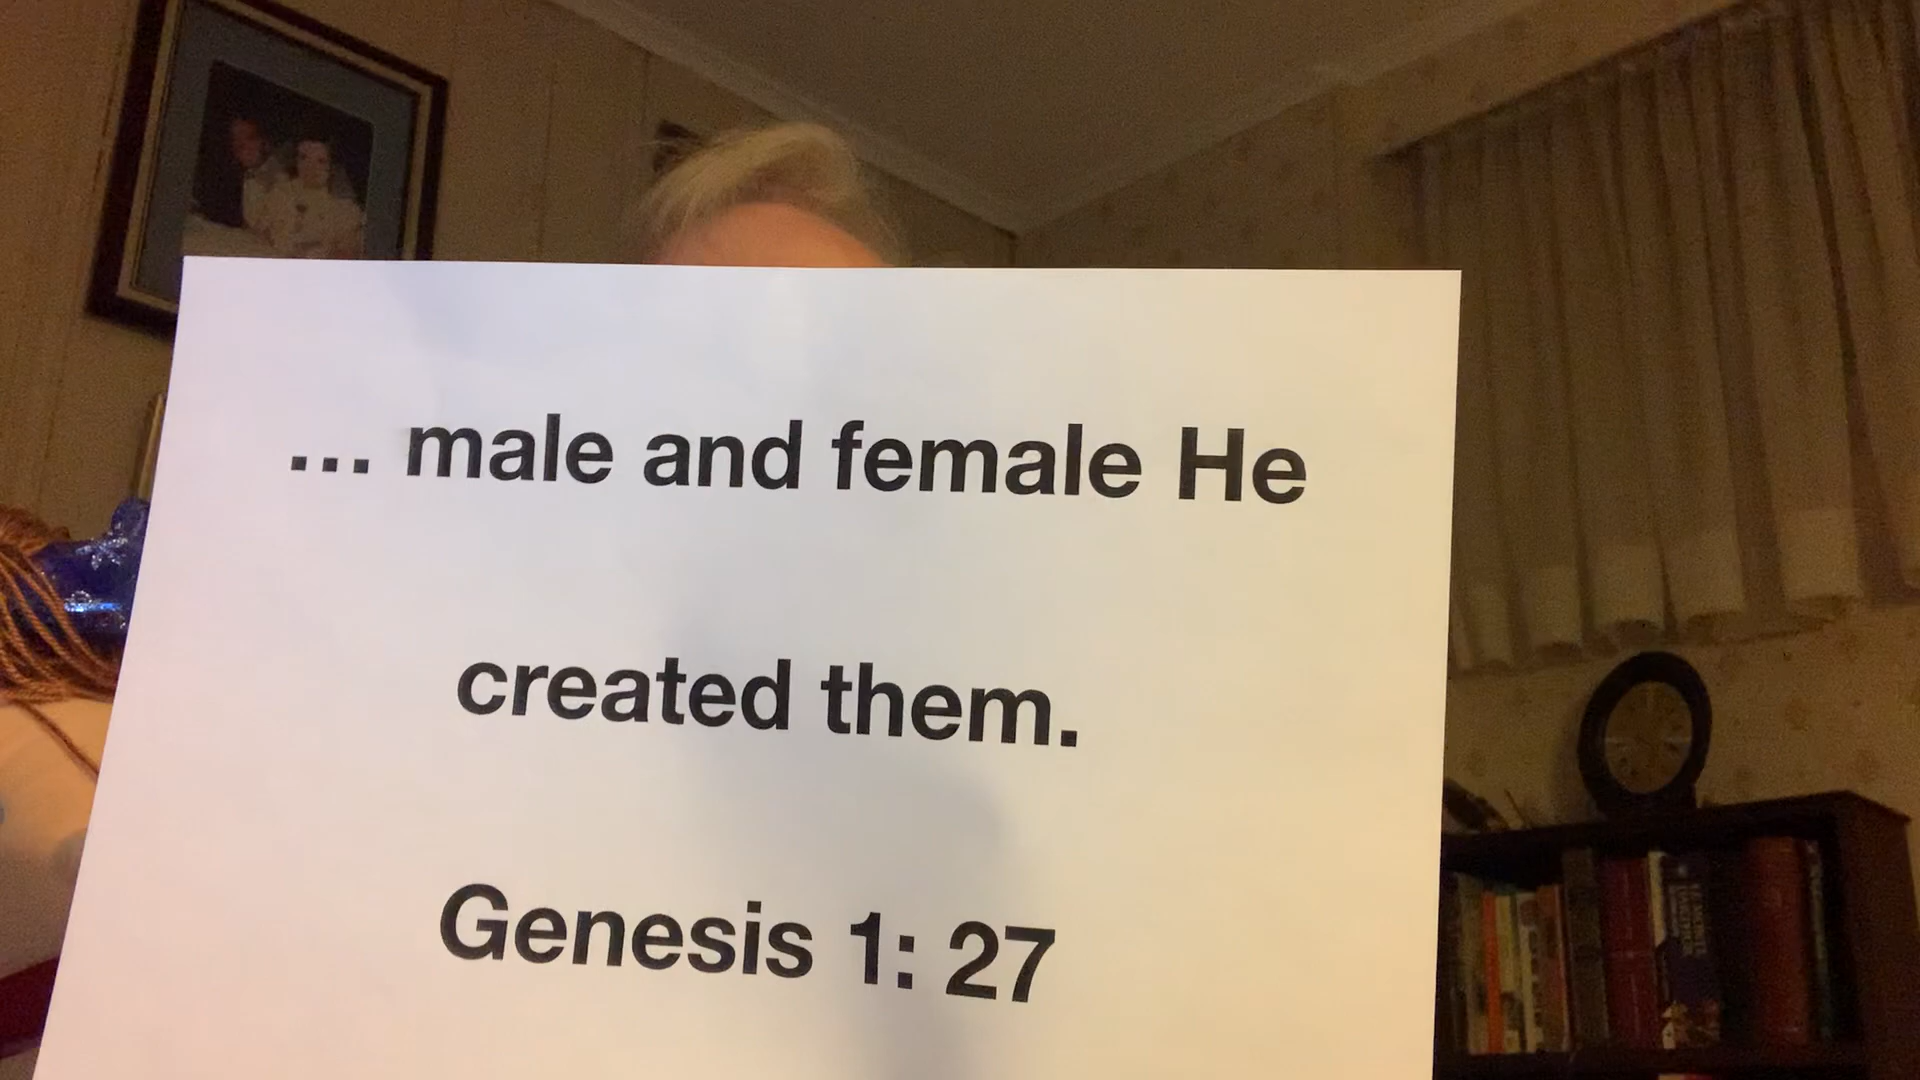 ... male and female He
created them.
Genesis 1: 27